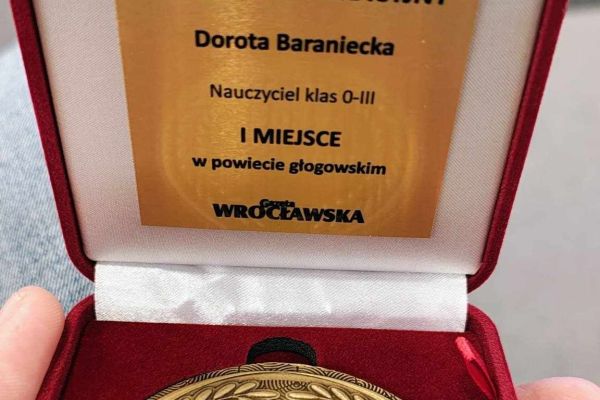 Dorota Baraniecka
Nauczyciel klas 0-III
I MIEJSCE
w powiecie głogowskim
Gazeta
WROCŁAWSKA